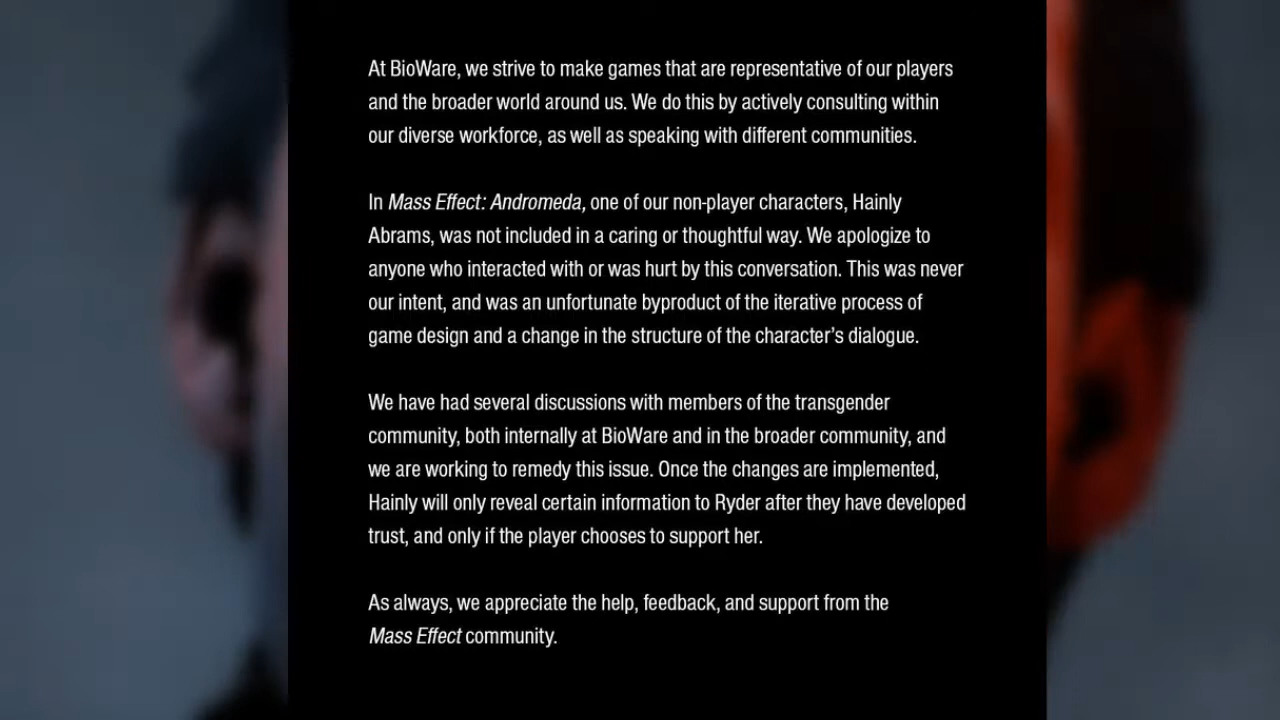 At BioWare, we strive to make games that are representative of our players
and the broader world around us. We do this by actively consulting within
our diverse workforce, as well as speaking with different communities.
In Mass Effect: Andromeda, one of our non-player characters, Hainly
Abrams, was not included in a caring or thoughtful way. We apologize to
anyone who interacted with or was hurt by this conversation. This was never
our intent, and was an unfortunate byproduct of the iterative process of
game design and a change in the structure of the character’s dialogue.
We have had several discussions with members of the transgender
community, both internally at BioWare and in the broader community, and
we are working to remedy this issue. Once the changes are implemented,
Hainly will only reveal certain information to Ryder after they have developed
trust, and only if the player chooses to support her.
As always, we appreciate the help, feedback, and support from the
Mass Effect community.